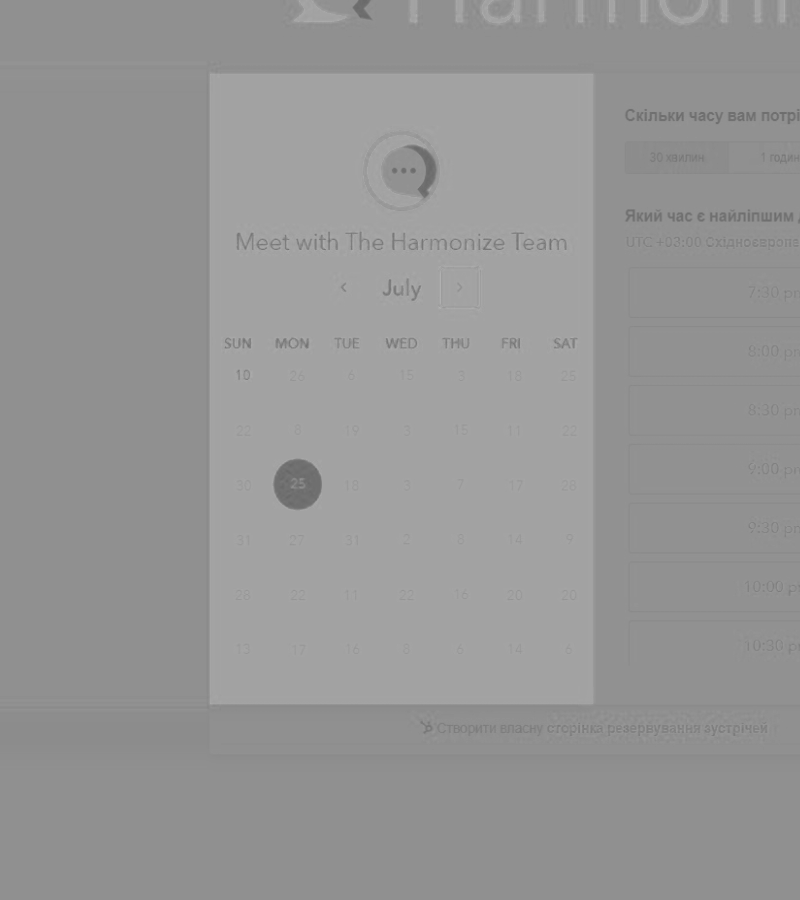 Harmoni
Meet with The Harmonize Team
July
SUN MON TUE WED THU FRI SAT
10 26 6 15 3 18 25
22 8 19 3 15 11 22
30 25 18 3 7 17 28
31 27 31 2 8 14 9
28 22 11 22 16 20 20
13 17 16 3 6 14 6
Скільки часу вам потрі
30 хвилин 1 годин
Який час є найліпшим
UTC +03:00 Східноєвропе
7:30 pm
8:00 pm
8:30 pm
9:00 pm
9:30 pm
10:00 p
10:30 p
Створити власну сторінку резервування зустрічей